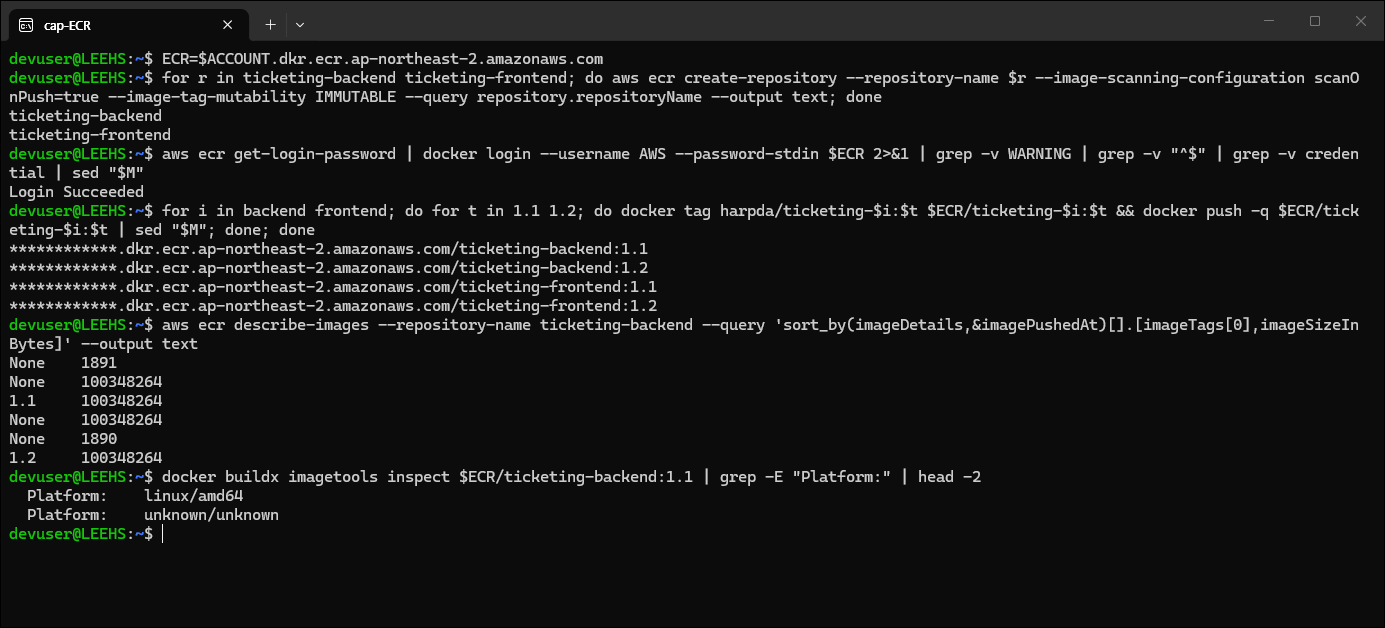 cap-ECR
devuser@LEEHS:~$ ECR=$ACCOUNT.dkr.ecr.ap-northeast-2.amazonaws.com
devuser@LEEHS:~$ for r in ticketing-backend ticketing-frontend; do aws ecr create-repository --repository-name $r --image-scanning-configuration scanO
nPush=true --image-tag-mutability IMMUTABLE --query repository.repositoryName --output text; done
ticketing-backend
ticketing-frontend
devuser@LEEHS:~$ aws ecr get-login-password | docker login --username AWS --password-stdin $ECR 2>&1 | grep -v WARNING | grep -v "^$" | grep -v creden
tial | sed "$M"
Login Succeeded
devuser@LEEHS:~$ for i in backend frontend; do for t in 1.1 1.2; do docker tag harpda/ticketing-$i:$t $ECR/ticketing-$i:$t && docker push -q $ECR/tick
eting-$i:$t | sed "$M"; done; done
************.dkr.ecr.ap-northeast-2.amazonaws.com/ticketing-backend:1.1
************.dkr.ecr.ap-northeast-2.amazonaws.com/ticketing-backend:1.2
************.dkr.ecr.ap-northeast-2.amazonaws.com/ticketing-frontend:1.1
************.dkr.ecr.ap-northeast-2.amazonaws.com/ticketing-frontend:1.2
devuser@LEEHS:~$ aws ecr describe-images --repository-name ticketing-backend --query 'sort_by(imageDetails,&imagePushedAt)[].[imageTags[0],imageSizeIn
Bytes]' --output text
None    1891
None    100348264
1.1     100348264
None    100348264
None    1890
1.2     100348264
devuser@LEEHS:~$ docker buildx imagetools inspect $ECR/ticketing-backend:1.1 | grep -E "Platform:" | head -2
  Platform:    linux/amd64
  Platform:    unknown/unknown
devuser@LEEHS:~$